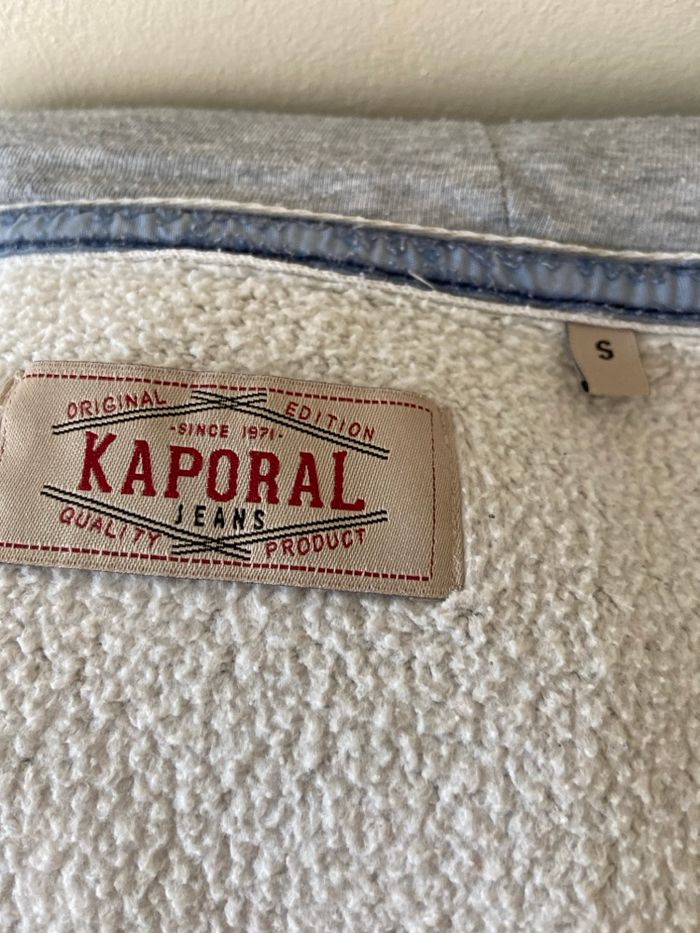 ORIGINAL EDITION
-SINCE 1971-
KAPORAL
JEANS
QUALITY PRODUCT
S